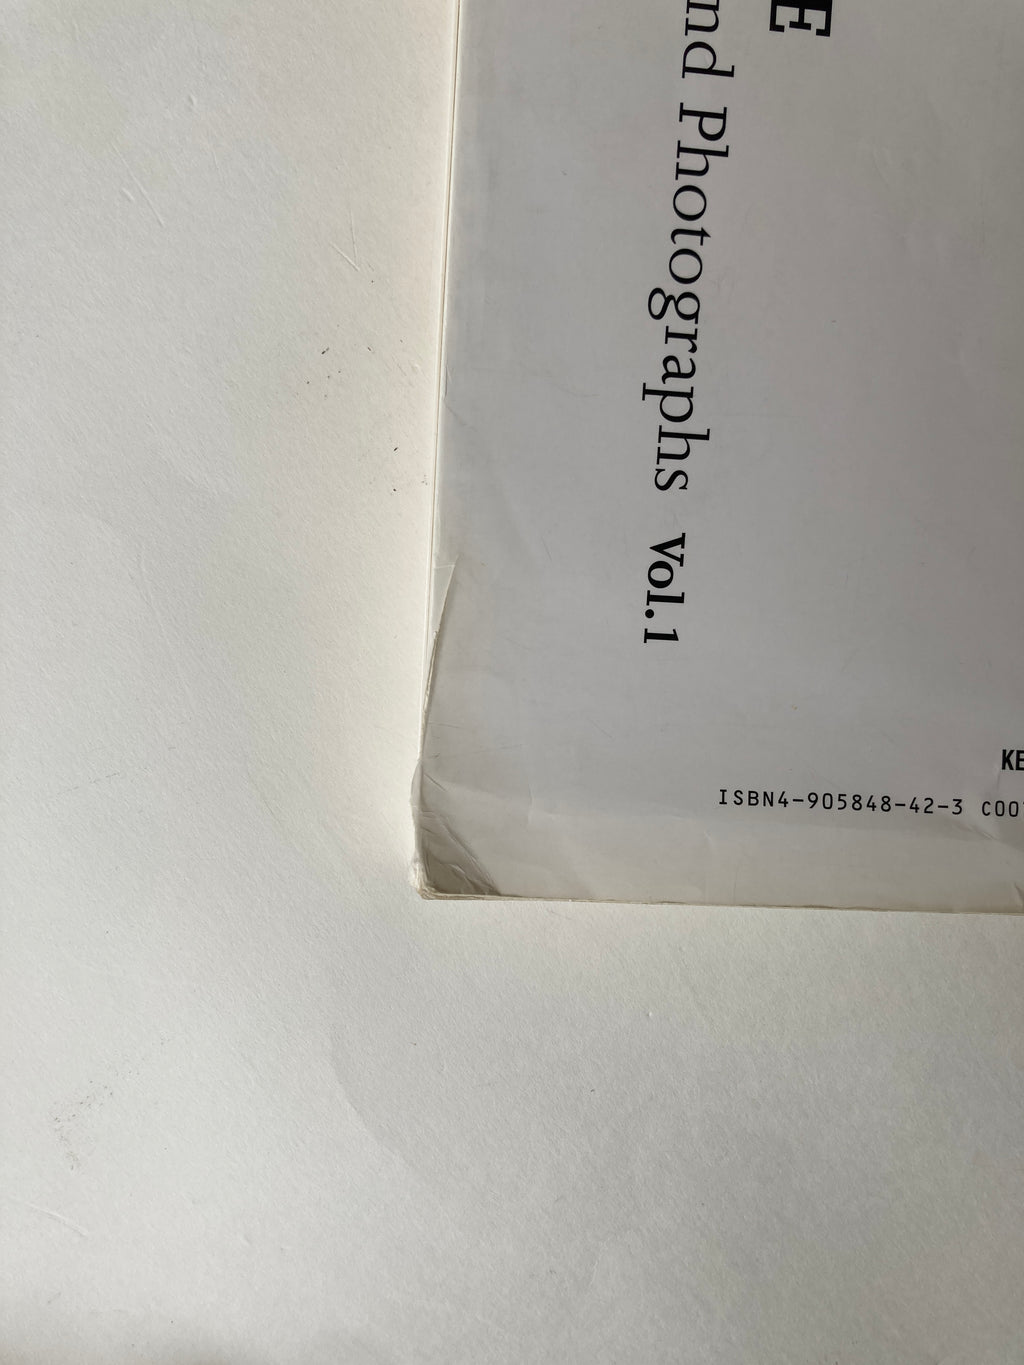 E
nd Photographs Vol.1
KE
ISBN4-905848-42-3 C00